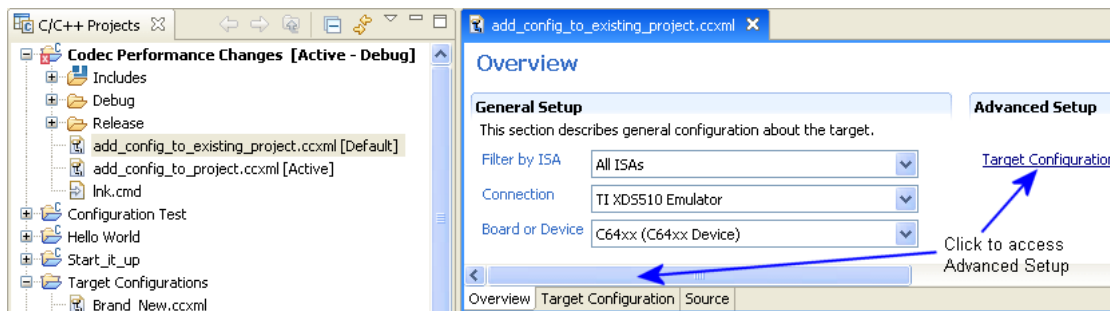 C/C++ Projects
Codec Performance Changes [Active - Debug]
Includes
Debug
Release
add_config_to_existing_project.ccxml [Default]
add_config_to_project.ccxml [Active]
lnk.cmd
Configuration Test
Hello World
Start_it_up
Target Configurations
Brand_New.ccxml
add_config_to_existing_project.ccxml
Overview
General Setup
This section describes general configuration about the target.
Filter by ISA
All ISAs
Connection
TI XDS510 Emulator
Board or Device
C64xx (C64xx Device)
Advanced Setup
Target Configuration
Click to access
Advanced Setup
Overview Target Configuration Source